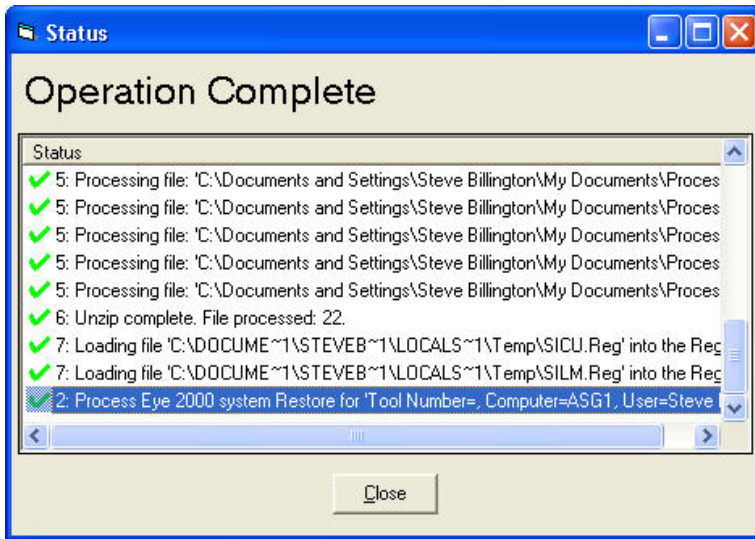 Status
Operation Complete
Status
5: Processing file: 'C:\Documents and Settings\Steve Billington\My Documents\Proces
5: Processing file: 'C:\Documents and Settings\Steve Billington\My Documents\Proces
5: Processing file: 'C:\Documents and Settings\Steve Billington\My Documents\Proces
5: Processing file: 'C:\Documents and Settings\Steve Billington\My Documents\Proces
5: Processing file: 'C:\Documents and Settings\Steve Billington\My Documents\Proces
6: Unzip complete. File processed: 22.
7: Loading file 'C:\DOCUME~1\STEVEB~1\LOCALS~1\Temp\SICU.Reg' into the Reg
7: Loading file 'C:\DOCUME~1\STEVEB~1\LOCALS~1\Temp\SILM.Reg' into the Reg
2: Process Eye 2000 system Restore for 'Tool Number=, Computer=ASG1, User=Steve
Close